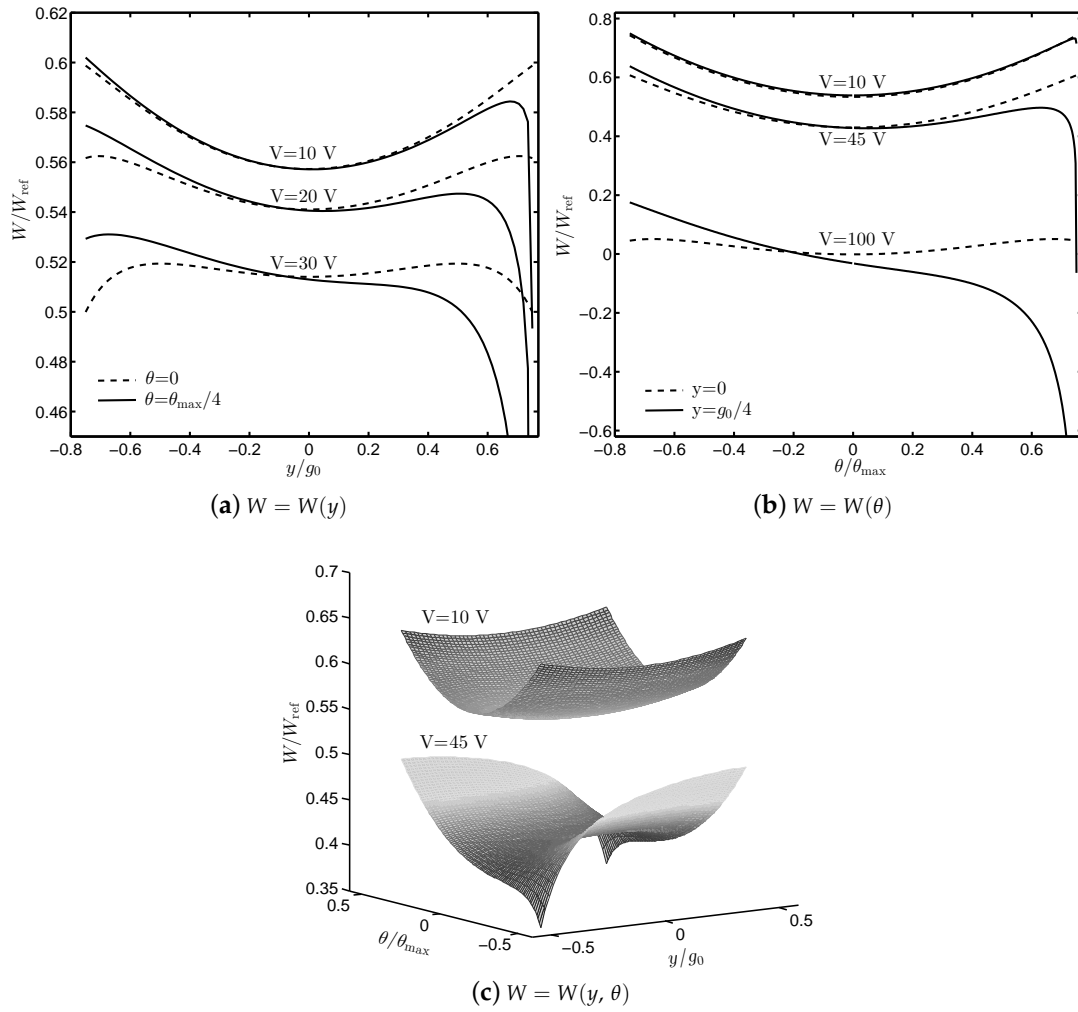 0.62
0.6
0.58
0.56
0.54
0.52
0.5
0.48
0.46
W/W_ref
V=10 V
V=20 V
V=30 V
θ=0
θ=θ_max/4
−0.8 −0.6 −0.4 −0.2 0 0.2 0.4 0.6
y/g_0
(a) W = W(y)
0.8
0.6
0.4
0.2
0
−0.2
−0.4
−0.6
W/W_ref
V=10 V
V=45 V
V=100 V
y=0
y=g_0/4
−0.8 −0.6 −0.4 −0.2 0 0.2 0.4 0.6
θ/θ_max
(b) W = W(θ)
0.7
0.65
0.6
0.55
0.5
0.45
0.4
0.35
W/W_ref
V=10 V
V=45 V
0.5 0 −0.5
θ/θ_max
−0.5 0 0.5
y/g_0
(c) W = W(y, θ)